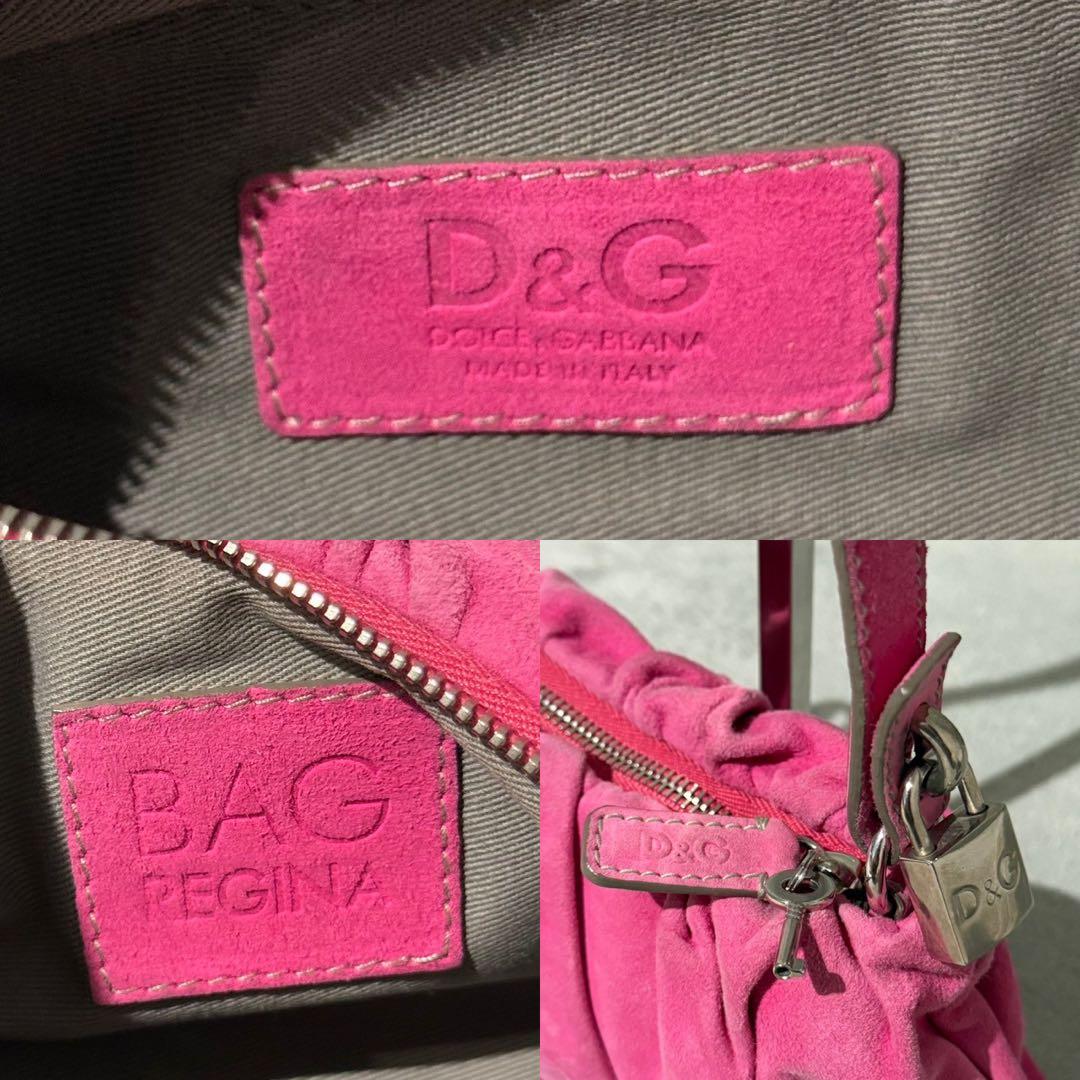 D&G
DOLCE & GABBANA
MADE IN ITALY
BAG
REGINA
D&G
D&G